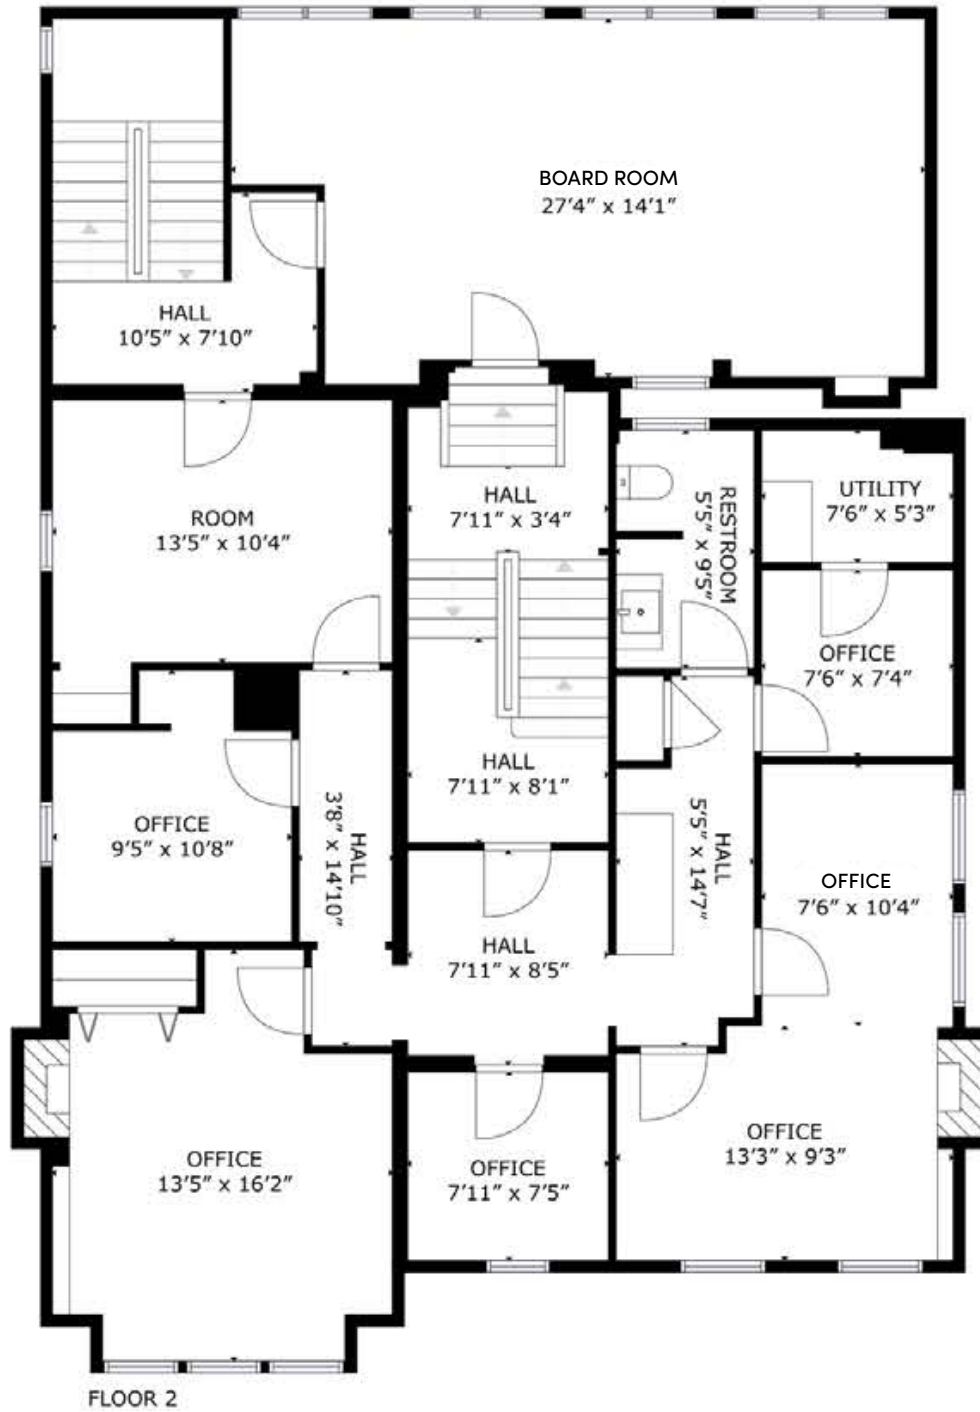 BOARD ROOM
27'4" x 14'1"
HALL
10'5" x 7'10"
HALL
7'11" x 3'4"
RESTROOM
5'5" x 9'5"
UTILITY
7'6" x 5'3"
ROOM
13'5" x 10'4"
OFFICE
7'6" x 7'4"
HALL
7'11" x 8'1"
OFFICE
9'5" x 10'8"
HALL
3'8" x 14'10"
HALL
5'5" x 14'7"
OFFICE
7'6" x 10'4"
HALL
7'11" x 8'5"
OFFICE
13'3" x 9'3"
OFFICE
13'5" x 16'2"
OFFICE
7'11" x 7'5"
FLOOR 2